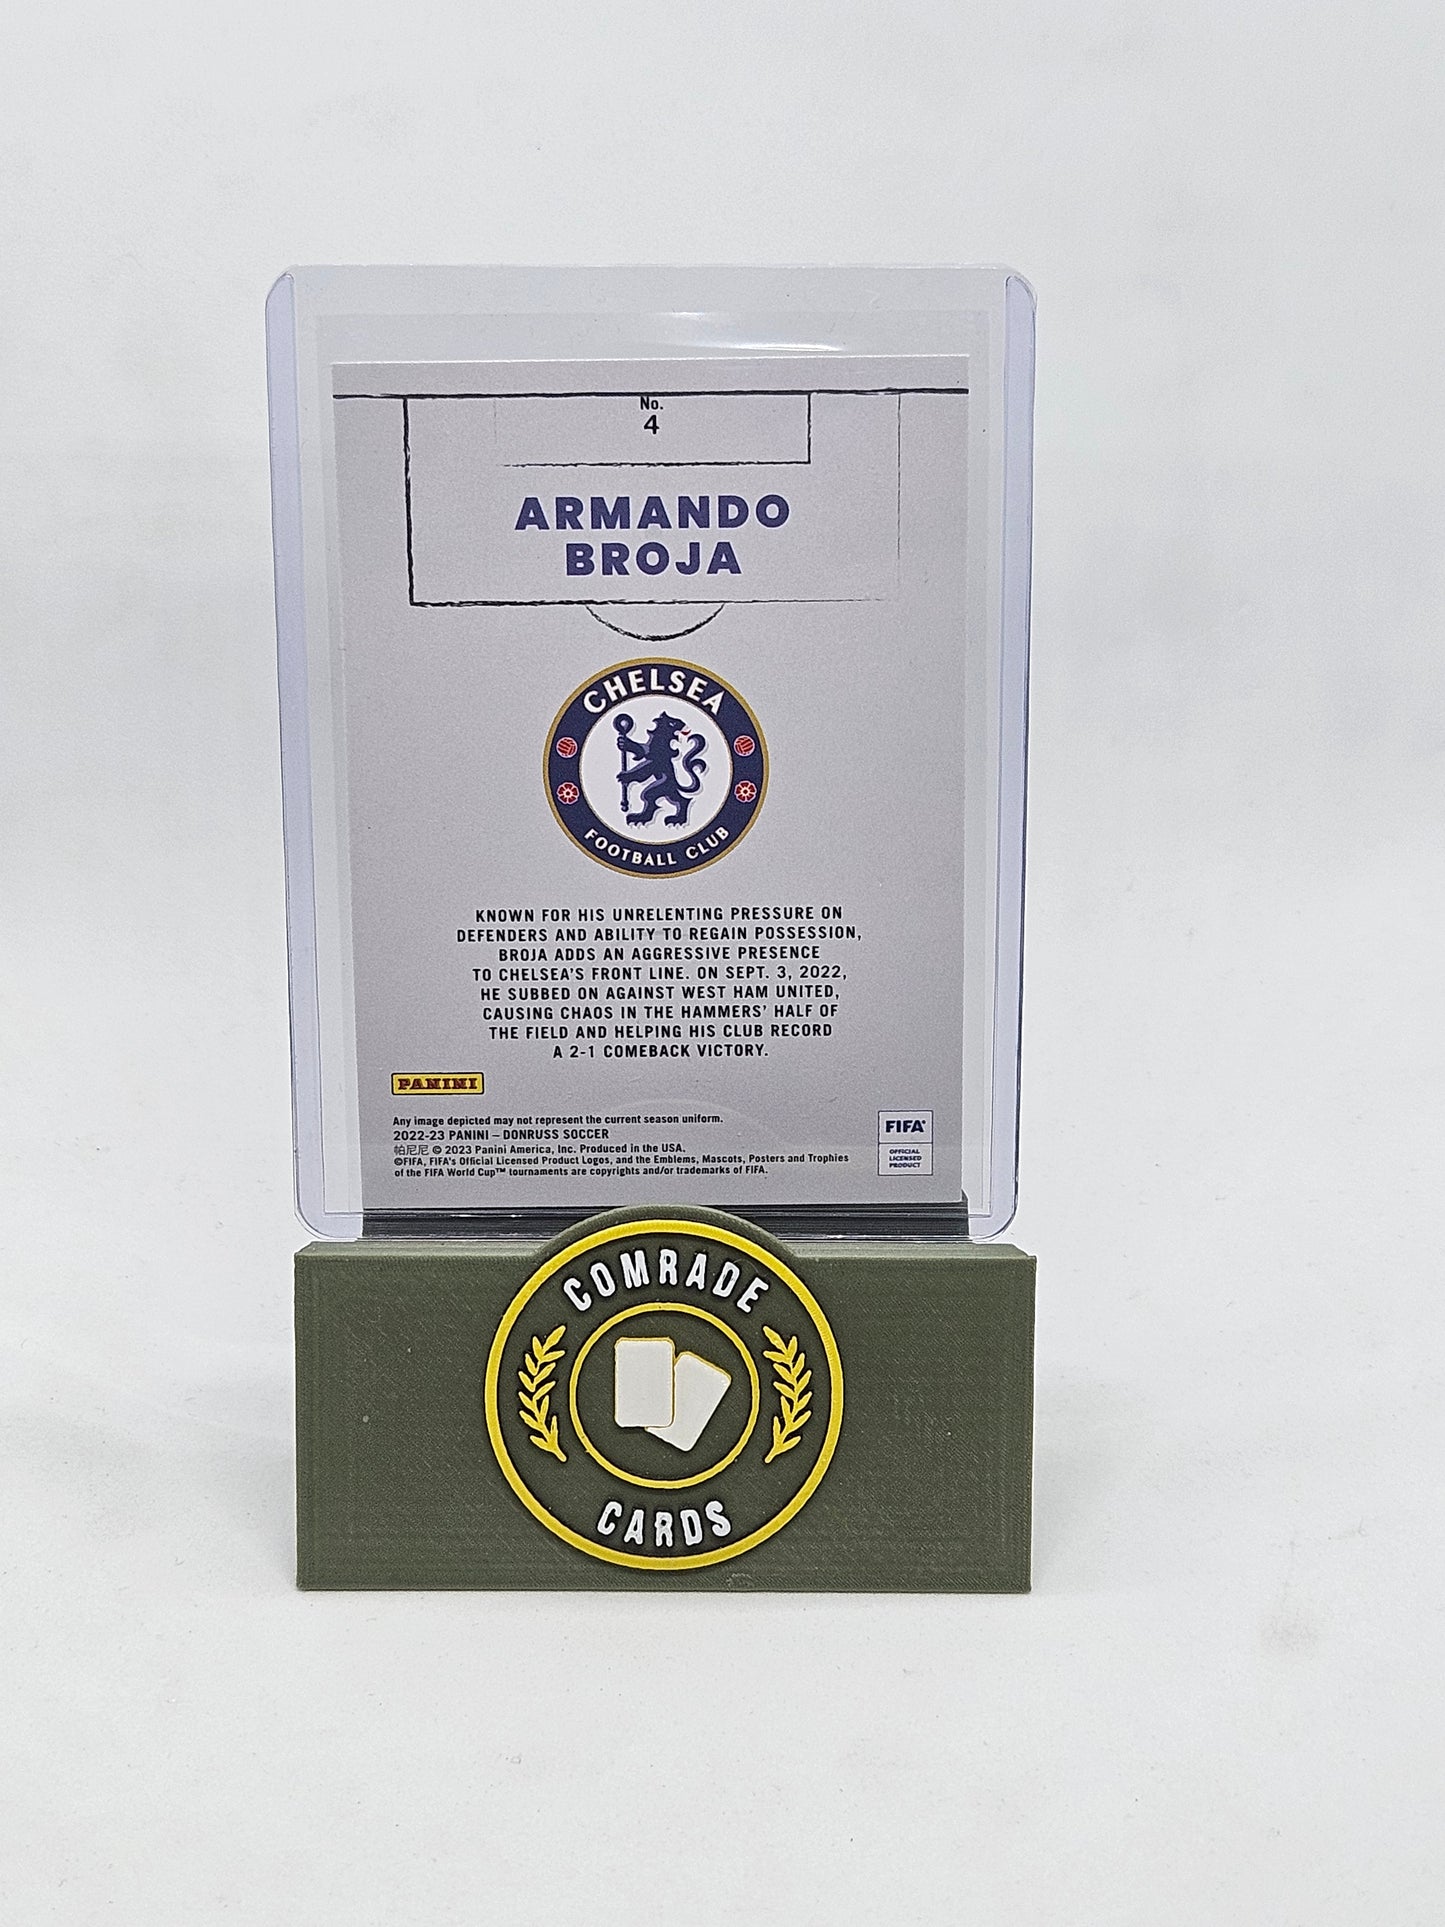 No.
4
ARMANDO
BROJA
CHELSEA
FOOTBALL CLUB
KNOWN FOR HIS UNRELENTING PRESSURE ON
DEFENDERS AND ABILITY TO REGAIN POSSESSION,
BROJA ADDS AN AGGRESSIVE PRESENCE
TO CHELSEA'S FRONT LINE. ON SEPT. 3, 2022,
HE SUBBED ON AGAINST WEST HAM UNITED,
CAUSING CHAOS IN THE HAMMERS' HALF OF
THE FIELD AND HELPING HIS CLUB RECORD
A 2-1 COMEBACK VICTORY.
PANINI
Any image depicted may not represent the current season uniform.
2022-23 PANINI – DONRUSS SOCCER
帕尼尼 © 2023 Panini America, Inc. Produced in the USA.
©FIFA, FIFA's Official Licensed Product Logos, and the Emblems, Mascots, Posters and Trophies
of the FIFA World Cup™ tournaments are copyrights and/or trademarks of FIFA.
FIFA®
OFFICIAL
LICENSED
PRODUCT
COMRADE
CARDS